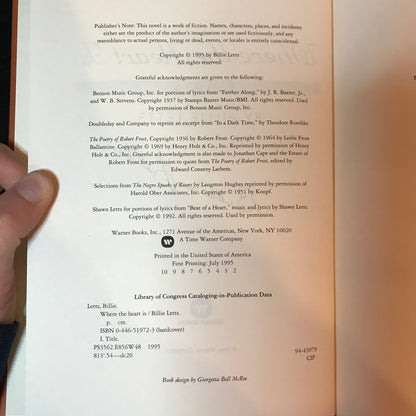 Publisher's Note: This novel is a work of fiction. Names, characters, places, and incidents
either are the product of the author's imagination or are used fictitiously, and any
resemblance to actual persons, living or dead, events, or locales is entirely coincidental.
Copyright © 1995 by Billie Letts
All rights reserved.
Grateful acknowledgments are given to the following:
Benson Music Group, Inc. for portions of lyrics from "Farther Along," by J. R. Baxter, Jr.,
and W. B. Stevens. Copyright 1937 by Stamps Baxter Music/BMI. All rights reserved. Used
by permission of Benson Music Group, Inc.
Doubleday and Company to reprint an excerpt from "In a Dark Time," by Theodore Roethke.
The Poetry of Robert Frost, Copyright 1936 by Robert Frost. Copyright © 1964 by Leslie Frost
Ballantine. Copyright © 1969 by Henry Holt & Co., Inc. Reprinted by permission of Henry
Holt & Co., Inc. Grateful acknowledgment is also made to Jonathan Cape and the Estate of
Robert Frost for permission to quote from The Poetry of Robert Frost, edited by
Edward Connery Lathem.
Selections from The Negro Speaks of Rivers by Langston Hughes reprinted by permission of
Harold Ober Associates, Inc. Copyright © 1951 by Knopf.
Shawn Letts for portions of lyrics from "Beat of a Heart," music and lyrics by Shawn Letts.
Copyright © 1992. All rights reserved. Used by permission.
Warner Books, Inc., 1271 Avenue of the Americas, New York, NY 10020
A Time Warner Company
Printed in the United States of America
First Printing: July 1995
10 9 8 7 6 5 4 3 2
Library of Congress Cataloging-in-Publication Data
Letts, Billie.
Where the heart is / Billie Letts.
p. cm.
ISBN 0-446-51972-3 (hardcover)
I. Title.
PS3562.E856W48 1995
813'.54—dc20
94-43079
CIP
Book design by Giorgetta Bell McRee